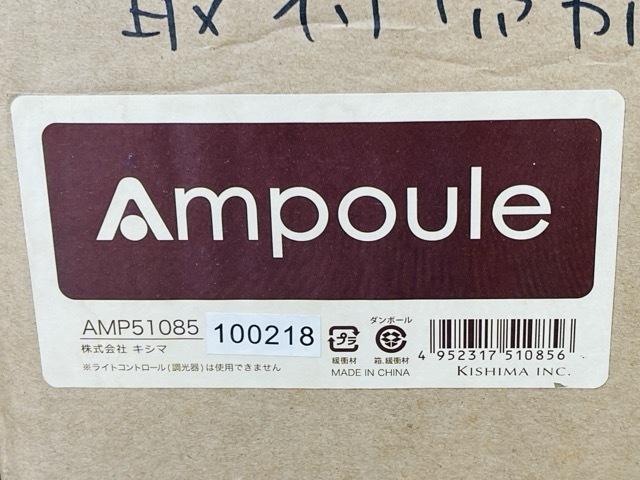 取付
Ampoule
AMP51085
100218
株式会社 キシマ
※ライトコントロール(調光器)は使用できません
プラ
緩衝材
ダンボール
箱.緩衝材
MADE IN CHINA
4 952317 510856
KISHIMA INC.